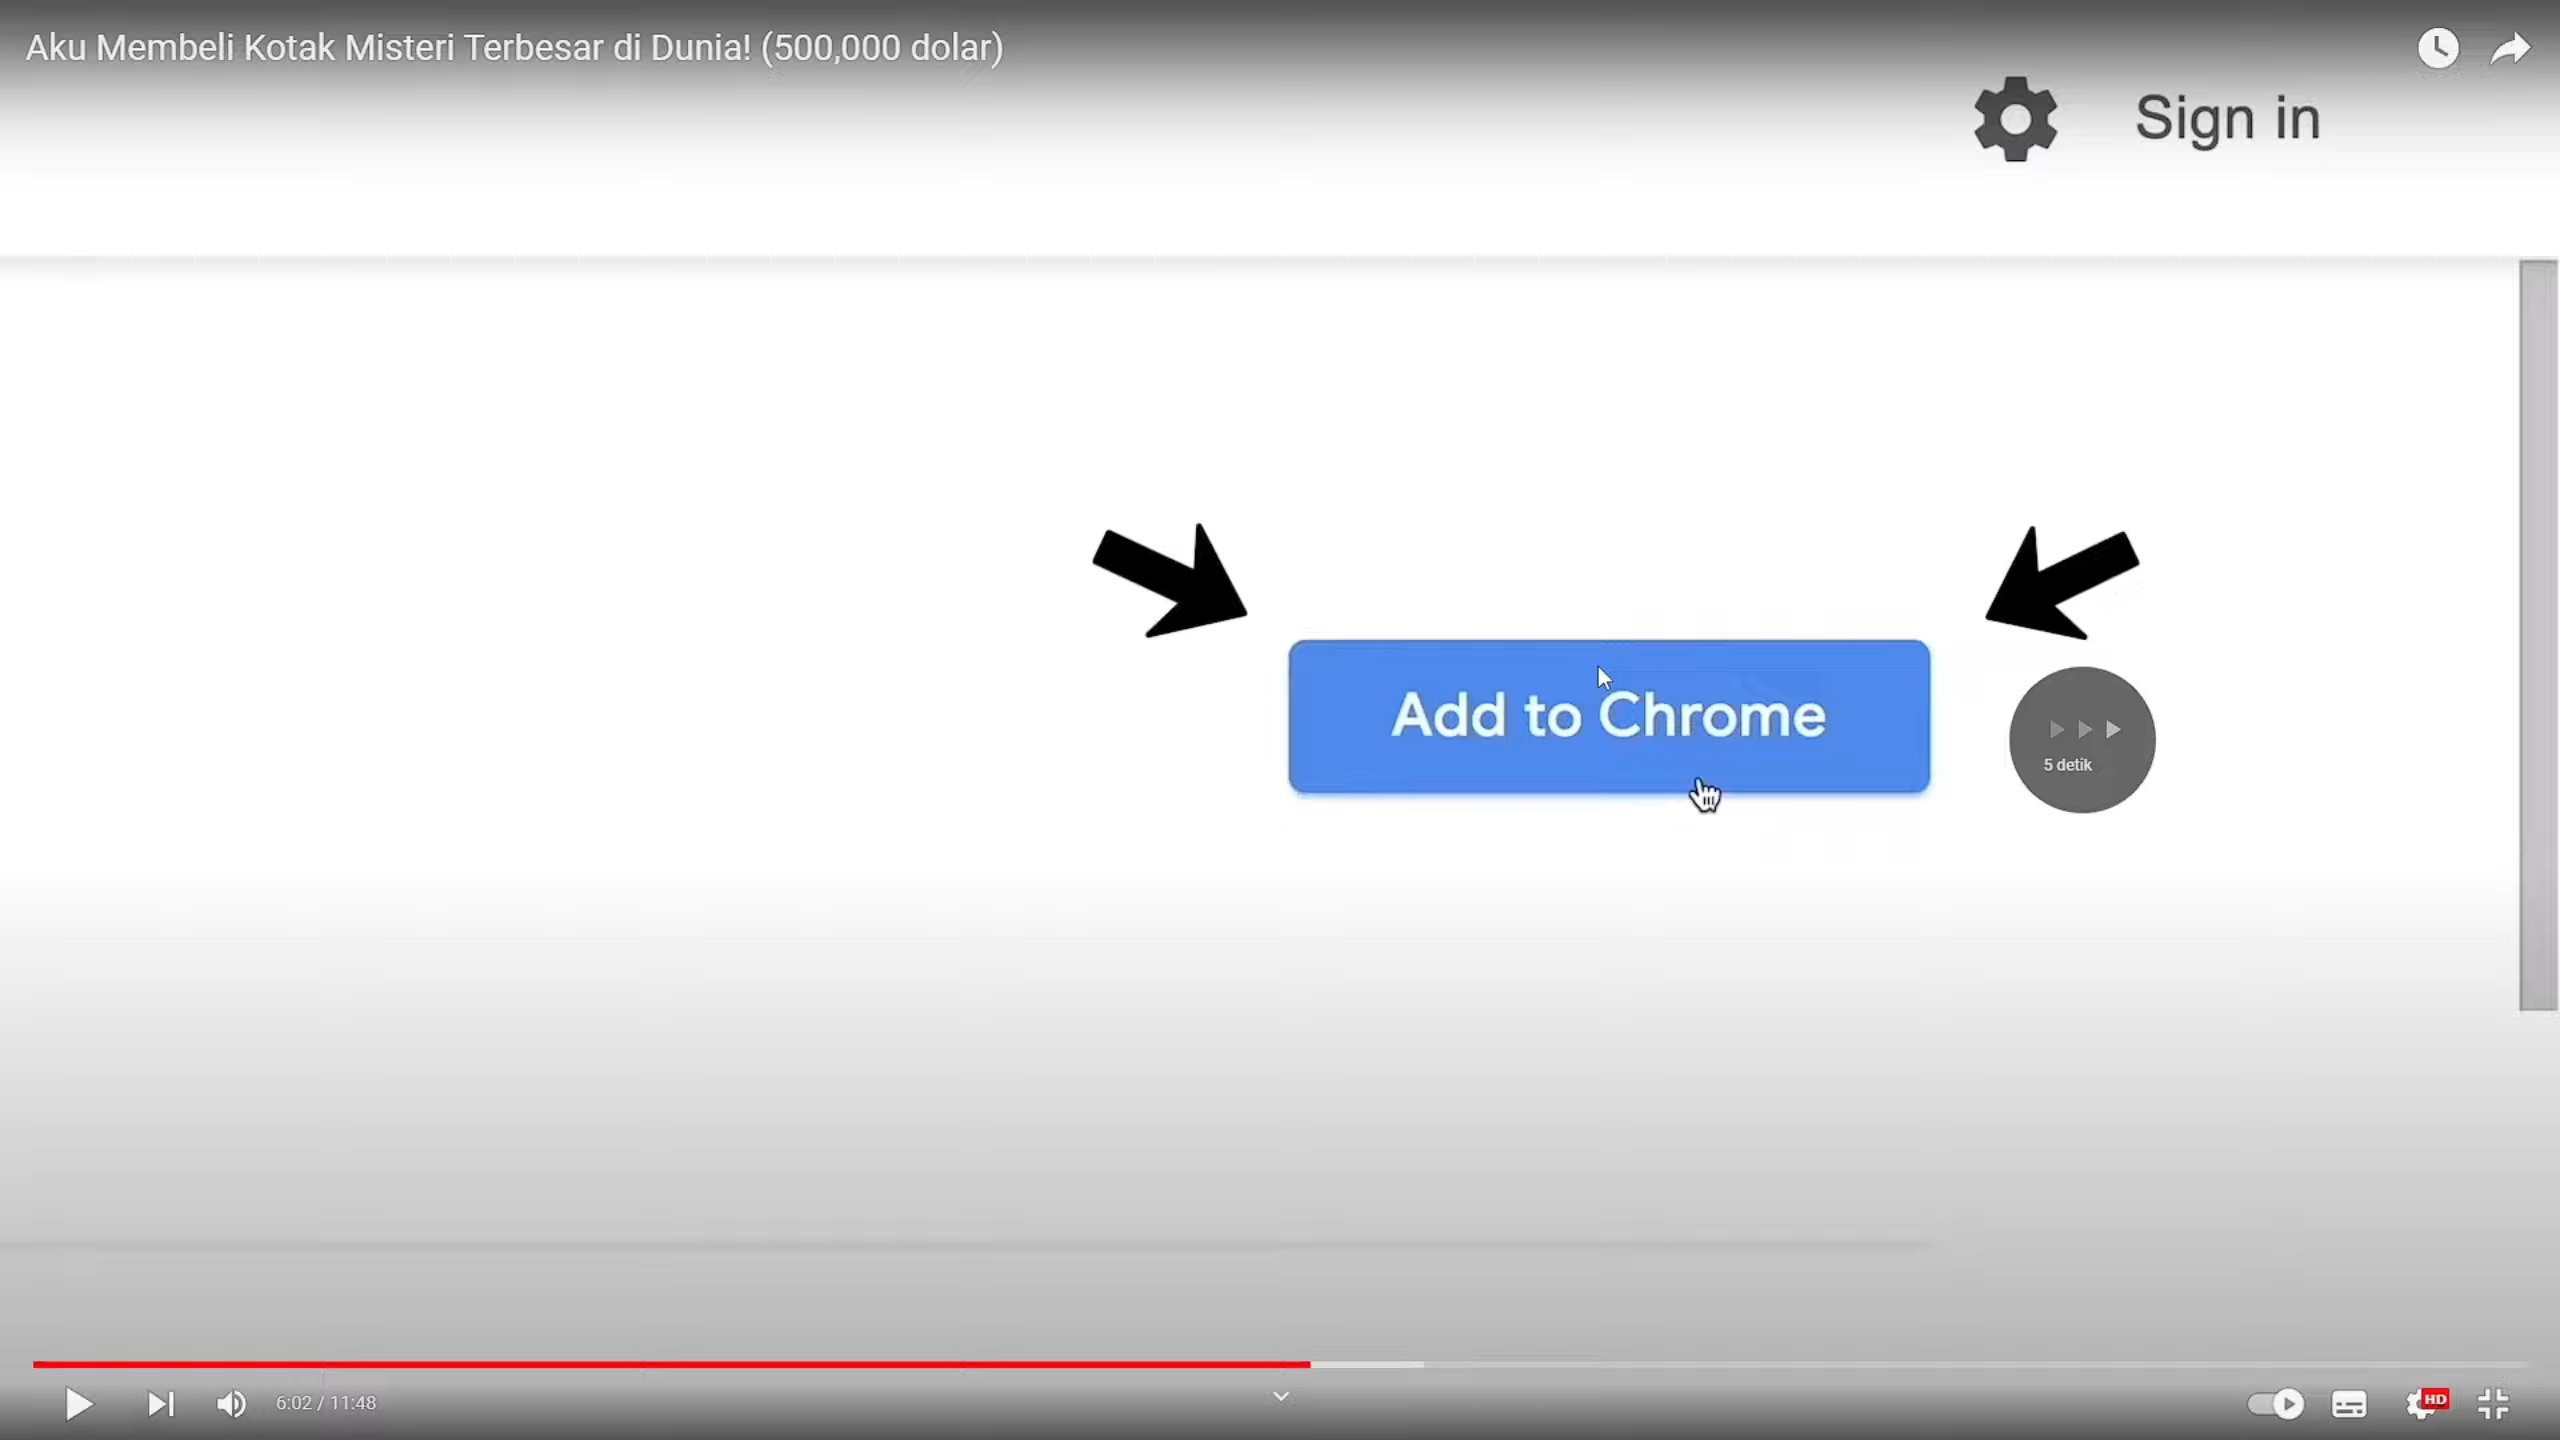 Aku Membeli Kotak Misteri Terbesar di Dunia! (500,000 dolar)
Sign in
Add to Chrome
5 detik
6:02 / 11:48
HD